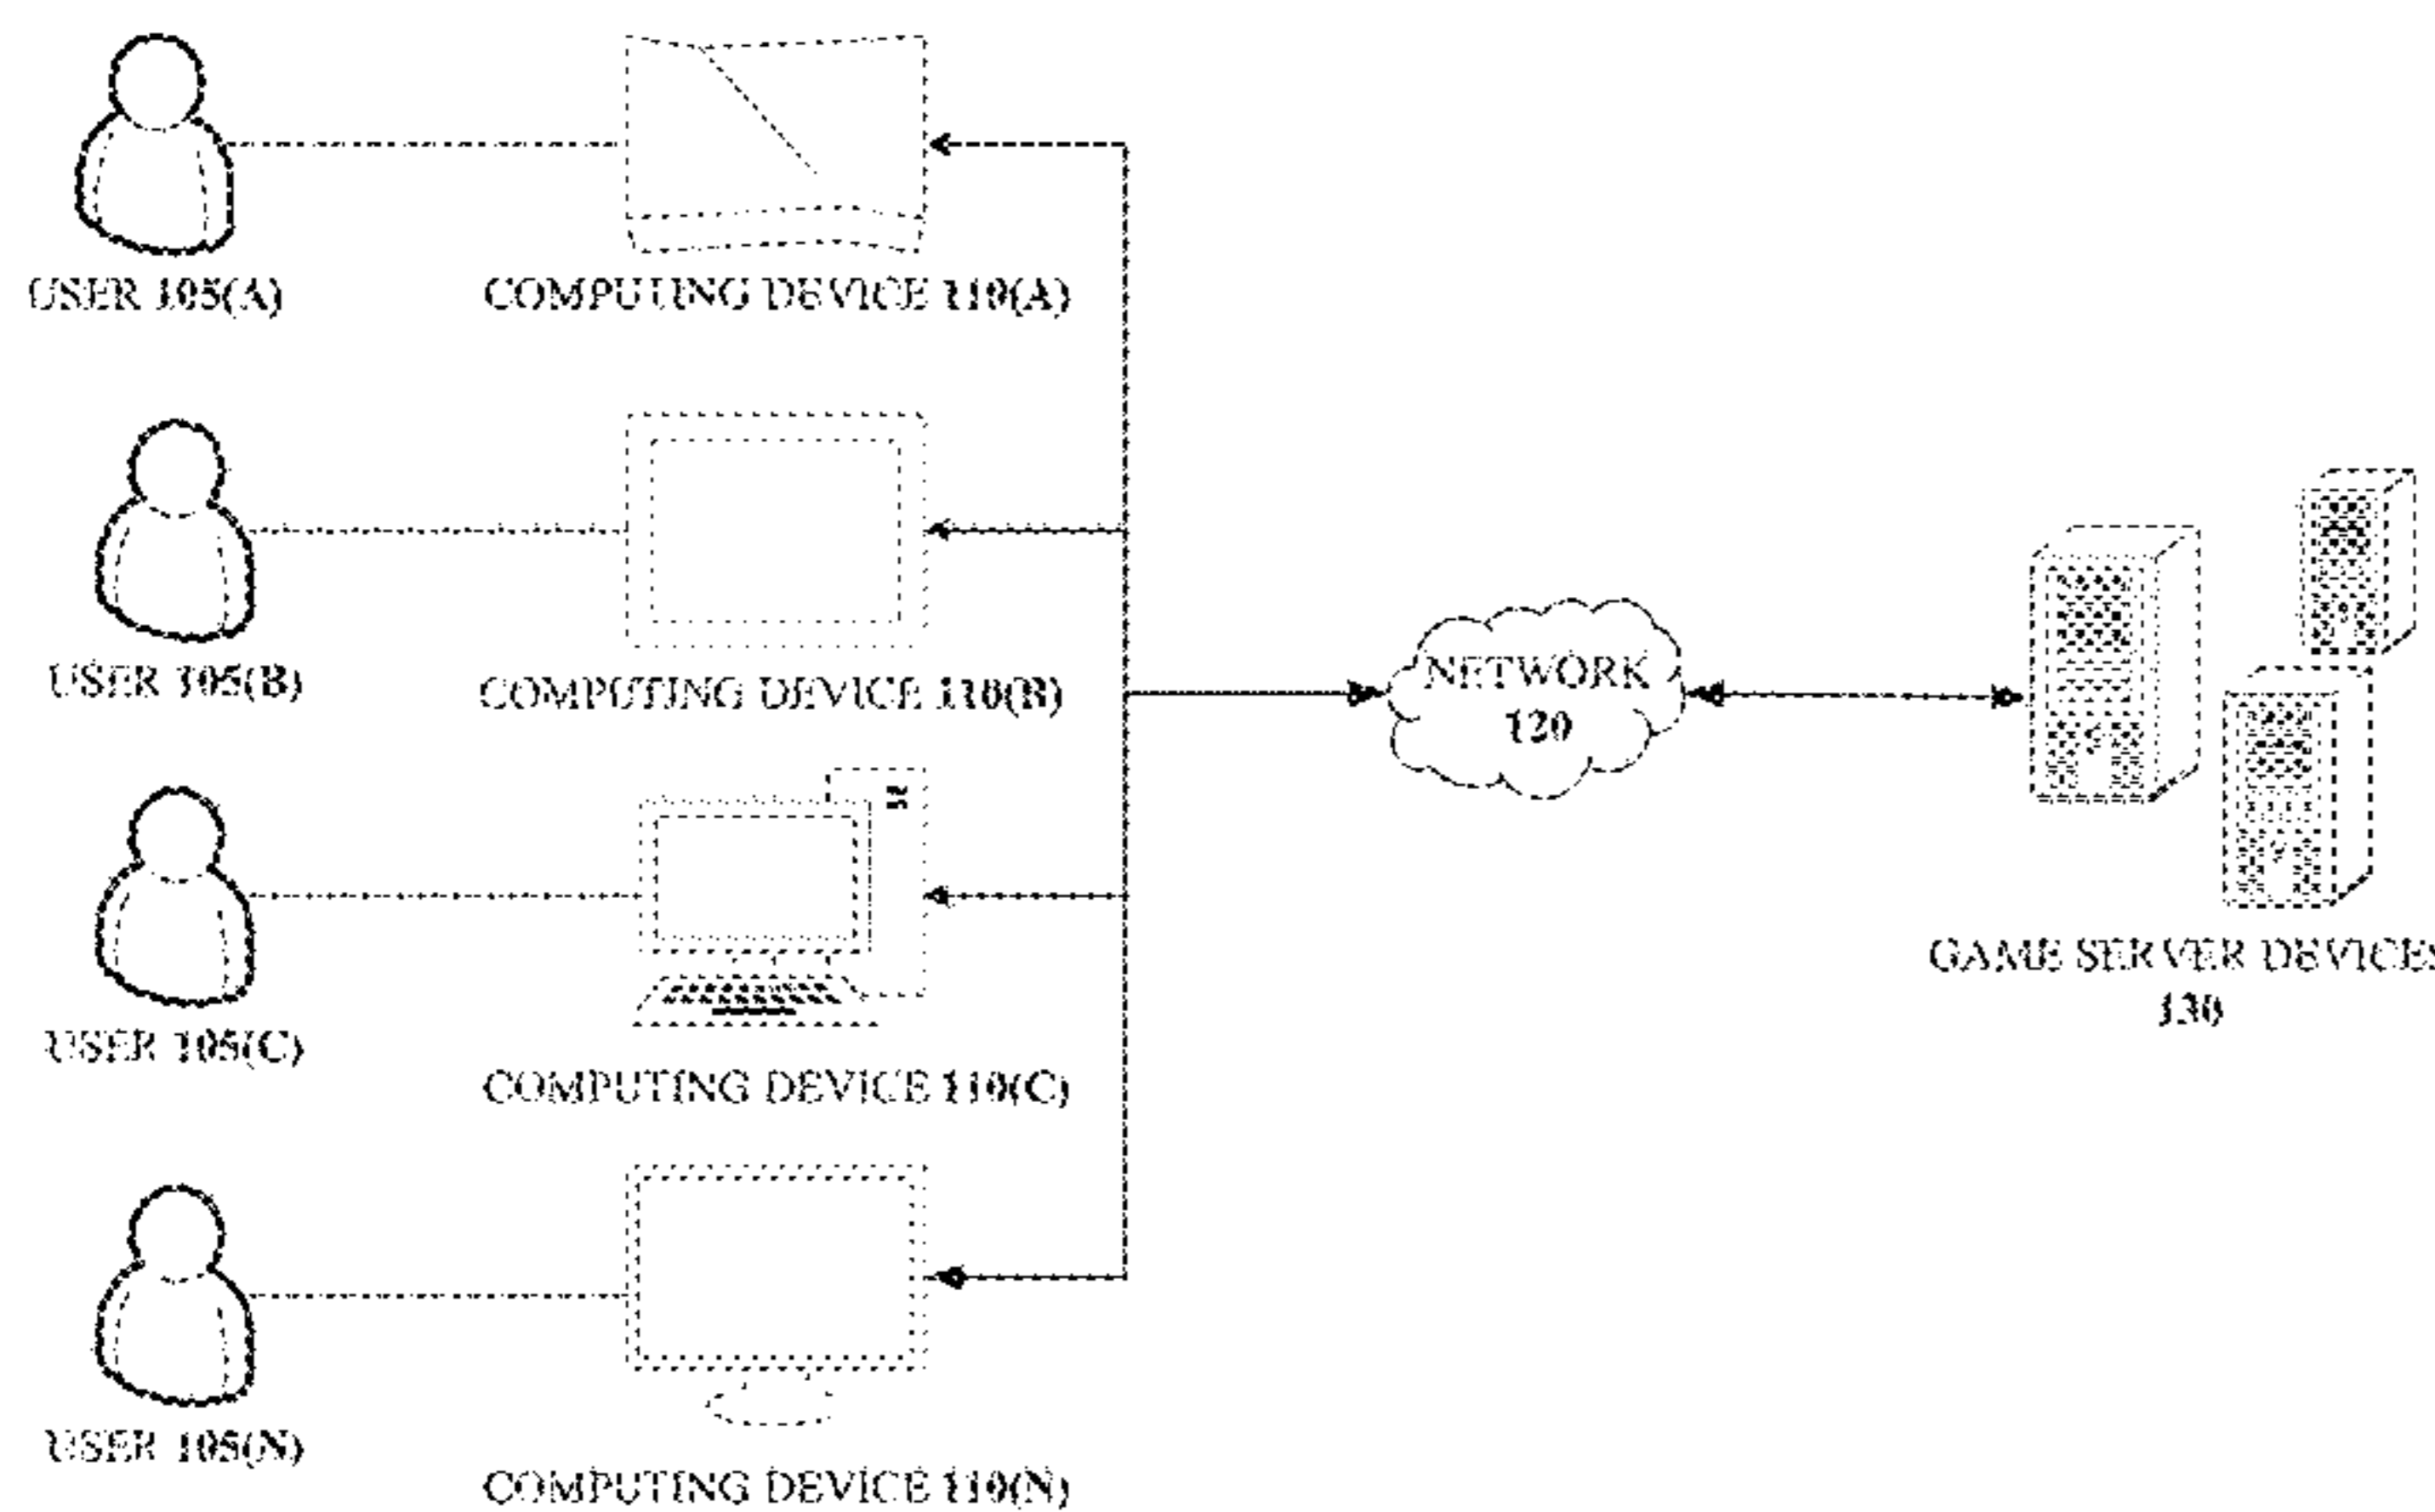 USER 105(A)
COMPUTING DEVICE 110(A)
USER 105(B)
COMPUTING DEVICE 110(B)
NETWORK
120
USER 105(C)
COMPUTING DEVICE 110(C)
GAME SERVER DEVICES
130
USER 105(N)
COMPUTING DEVICE 110(N)